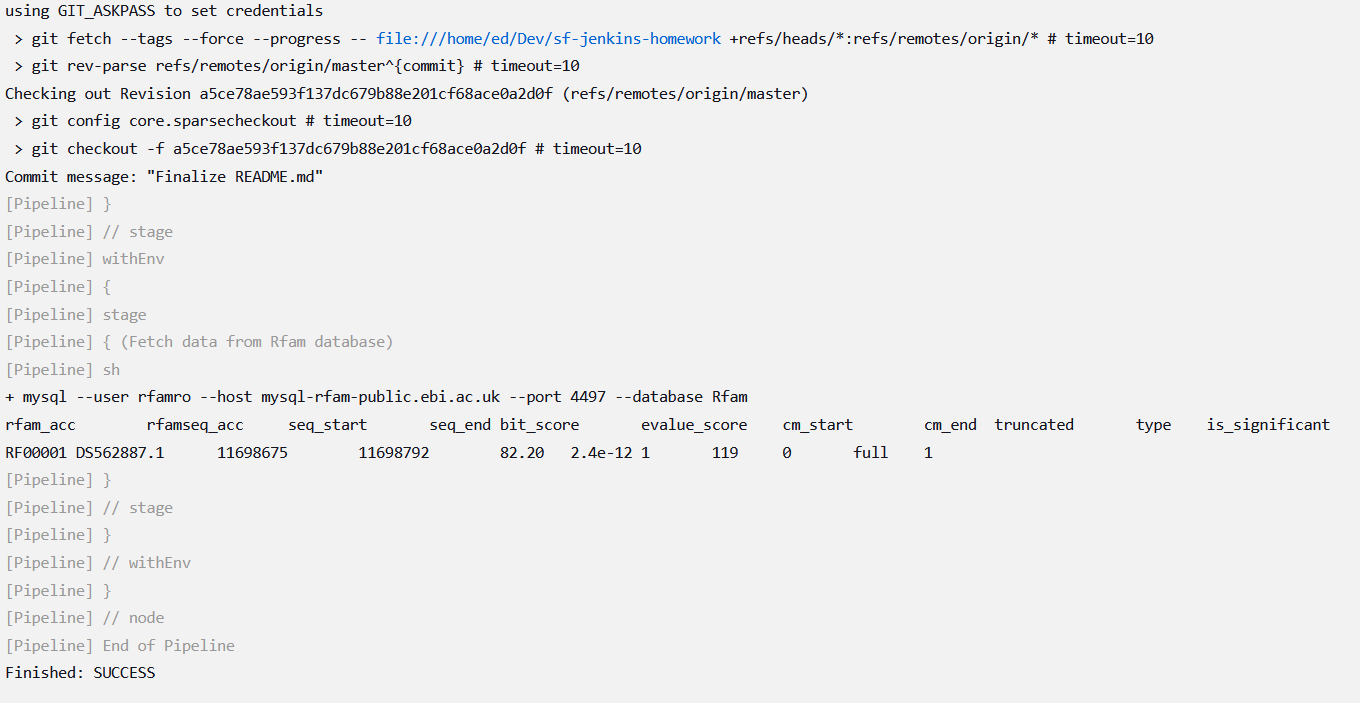 using GIT_ASKPASS to set credentials
 > git fetch --tags --force --progress -- file:///home/ed/Dev/sf-jenkins-homework +refs/heads/*:refs/remotes/origin/* # timeout=10
 > git rev-parse refs/remotes/origin/master^{commit} # timeout=10
Checking out Revision a5ce78ae593f137dc679b88e201cf68ace0a2d0f (refs/remotes/origin/master)
 > git config core.sparsecheckout # timeout=10
 > git checkout -f a5ce78ae593f137dc679b88e201cf68ace0a2d0f # timeout=10
Commit message: "Finalize README.md"
[Pipeline] }
[Pipeline] // stage
[Pipeline] withEnv
[Pipeline] {
[Pipeline] stage
[Pipeline] { (Fetch data from Rfam database)
[Pipeline] sh
+ mysql --user rfamro --host mysql-rfam-public.ebi.ac.uk --port 4497 --database Rfam
rfam_acc	rfamseq_acc	seq_start	seq_end	bit_score	evalue_score	cm_start	cm_end	truncated	type	is_significant
RF00001	DS562887.1	11698675	11698792	82.20	2.4e-12	1	119	0	full	1
[Pipeline] }
[Pipeline] // stage
[Pipeline] }
[Pipeline] // withEnv
[Pipeline] }
[Pipeline] // node
[Pipeline] End of Pipeline
Finished: SUCCESS